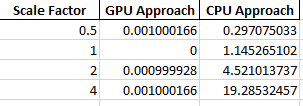 Scale Factor GPU Approach CPU Approach
0.5 0.001000166 0.297075033
1 0 1.145265102
2 0.000999928 4.521013737
4 0.001000166 19.28532457